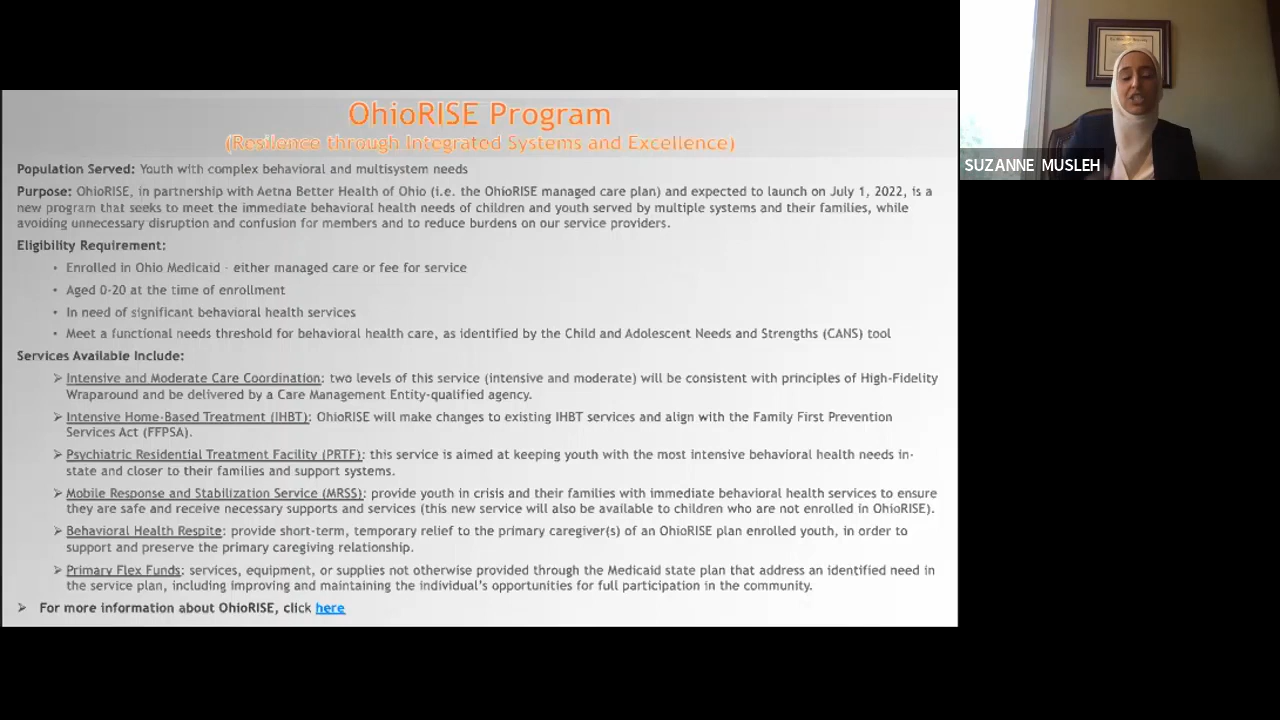 OhioRISE Program
(Resilience through Integrated Systems and Excellence)
Population Served: Youth with complex behavioral and multisystem needs
Purpose: OhioRISE, in partnership with Aetna Better Health of Ohio (i.e. the OhioRISE managed care plan) and expected to launch on July 1, 2022, is a
new program that seeks to meet the immediate behavioral health needs of children and youth served by multiple systems and their families, while
avoiding unnecessary disruption and confusion for members and to reduce burdens on our service providers.
Eligibility Requirement:
• Enrolled in Ohio Medicaid - either managed care or fee for service
• Aged 0-20 at the time of enrollment
• In need of significant behavioral health services
• Meet a functional needs threshold for behavioral health care, as identified by the Child and Adolescent Needs and Strengths (CANS) tool
Services Available Include:
➢ Intensive and Moderate Care Coordination: two levels of this service (intensive and moderate) will be consistent with principles of High-Fidelity
Wraparound and be delivered by a Care Management Entity-qualified agency.
➢ Intensive Home-Based Treatment (IHBT): OhioRISE will make changes to existing IHBT services and align with the Family First Prevention
Services Act (FFPSA).
➢ Psychiatric Residential Treatment Facility (PRTF): this service is aimed at keeping youth with the most intensive behavioral health needs in-
state and closer to their families and support systems.
➢ Mobile Response and Stabilization Service (MRSS): provide youth in crisis and their families with immediate behavioral health services to ensure
they are safe and receive necessary supports and services (this new service will also be available to children who are not enrolled in OhioRISE).
➢ Behavioral Health Respite: provide short-term, temporary relief to the primary caregiver(s) of an OhioRISE plan enrolled youth, in order to
support and preserve the primary caregiving relationship.
➢ Primary Flex Funds: services, equipment, or supplies not otherwise provided through the Medicaid state plan that address an identified need in
the service plan, including improving and maintaining the individual's opportunities for full participation in the community.
➢ For more information about OhioRISE, click here
SUZANNE MUSLEH